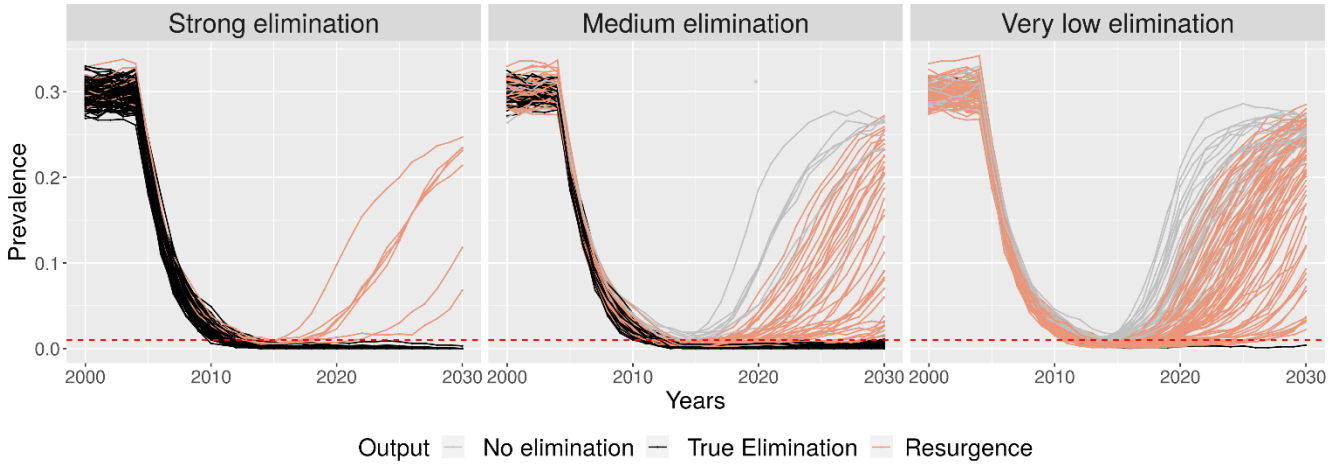 Strong elimination
Medium elimination
Very low elimination
Prevalence
0.3
0.2
0.1
0.0
2000 2010 2020 2030
2000 2010 2020 2030
2000 2010 2020 2030
Years
Output No elimination True Elimination Resurgence